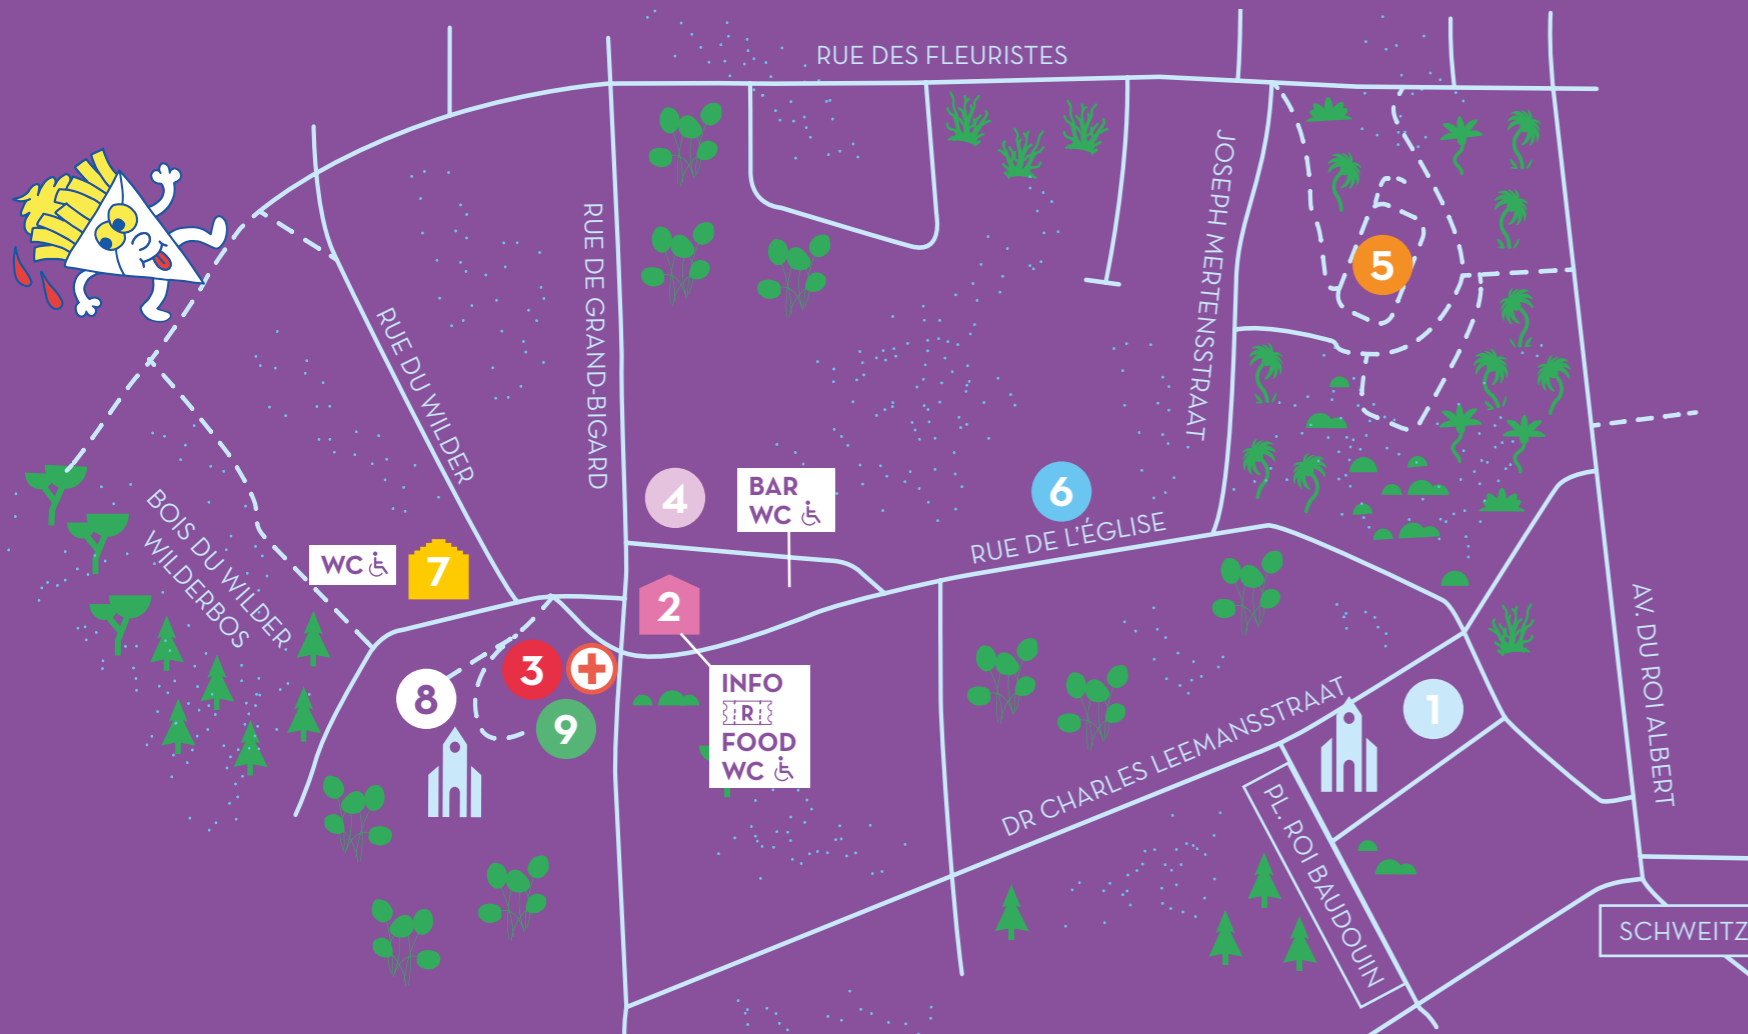 RUE DES FLEURISTES
JOSEPH MERTENSSTRAAT
RUE DE GRAND-BIGARD
RUE DU WILDER
5
4
BAR
WC
6
RUE DE L'ÉGLISE
BOIS DU WILDER
WILDERBOS
WC
7
2
3
8
9
INFO
R
FOOD
WC
1
DR CHARLES LEEMANSSTRAAT
AV. DU ROI ALBERT
PL. ROI BAUDOUIN
SCHWEITZ